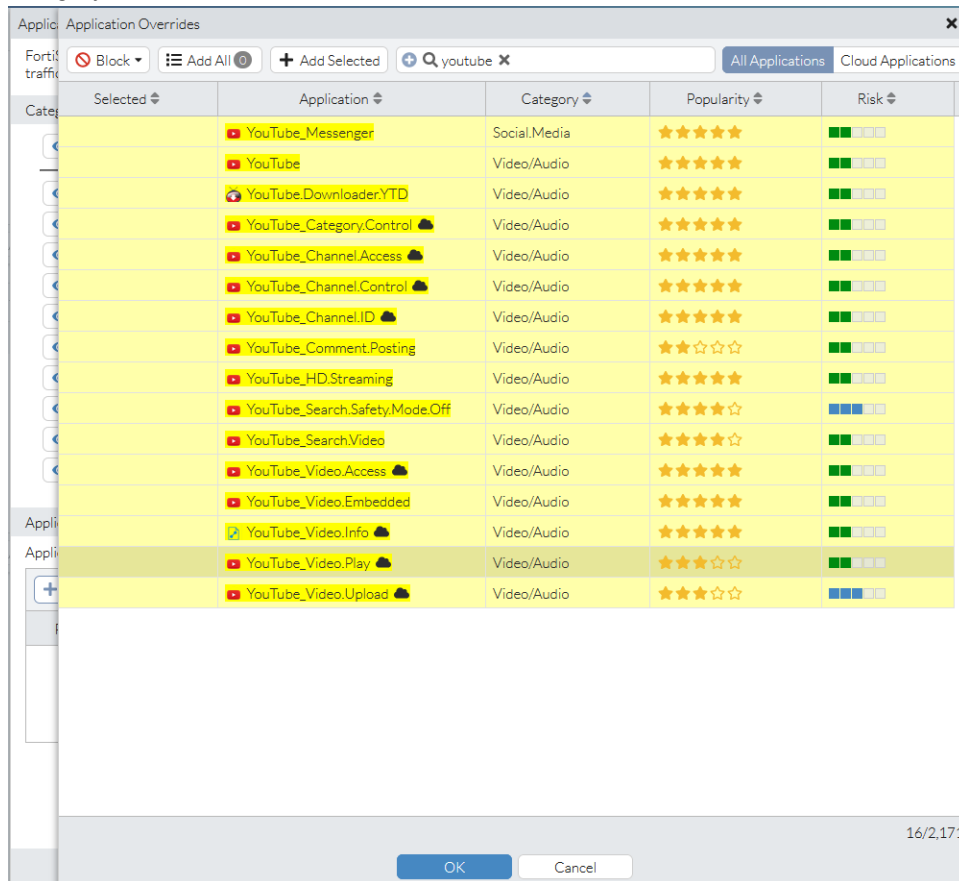 Applic Application Overrides
FortiS
traffic
Block Add All 0 + Add Selected youtube All Applications Cloud Applications
Categ
Selected Application Category Popularity Risk
YouTube_Messenger Social.Media
YouTube Video/Audio
YouTube.Downloader.YTD Video/Audio
YouTube_Category.Control Video/Audio
YouTube_Channel.Access Video/Audio
YouTube_Channel.Control Video/Audio
YouTube_Channel.ID Video/Audio
YouTube_Comment.Posting Video/Audio
YouTube_HD.Streaming Video/Audio
YouTube_Search.Safety.Mode.Off Video/Audio
YouTube_Search.Video Video/Audio
YouTube_Video.Access Video/Audio
YouTube_Video.Embedded Video/Audio
Appli
YouTube_Video.Info Video/Audio
Appli
YouTube_Video.Play Video/Audio
YouTube_Video.Upload Video/Audio
16/2,171
OK Cancel